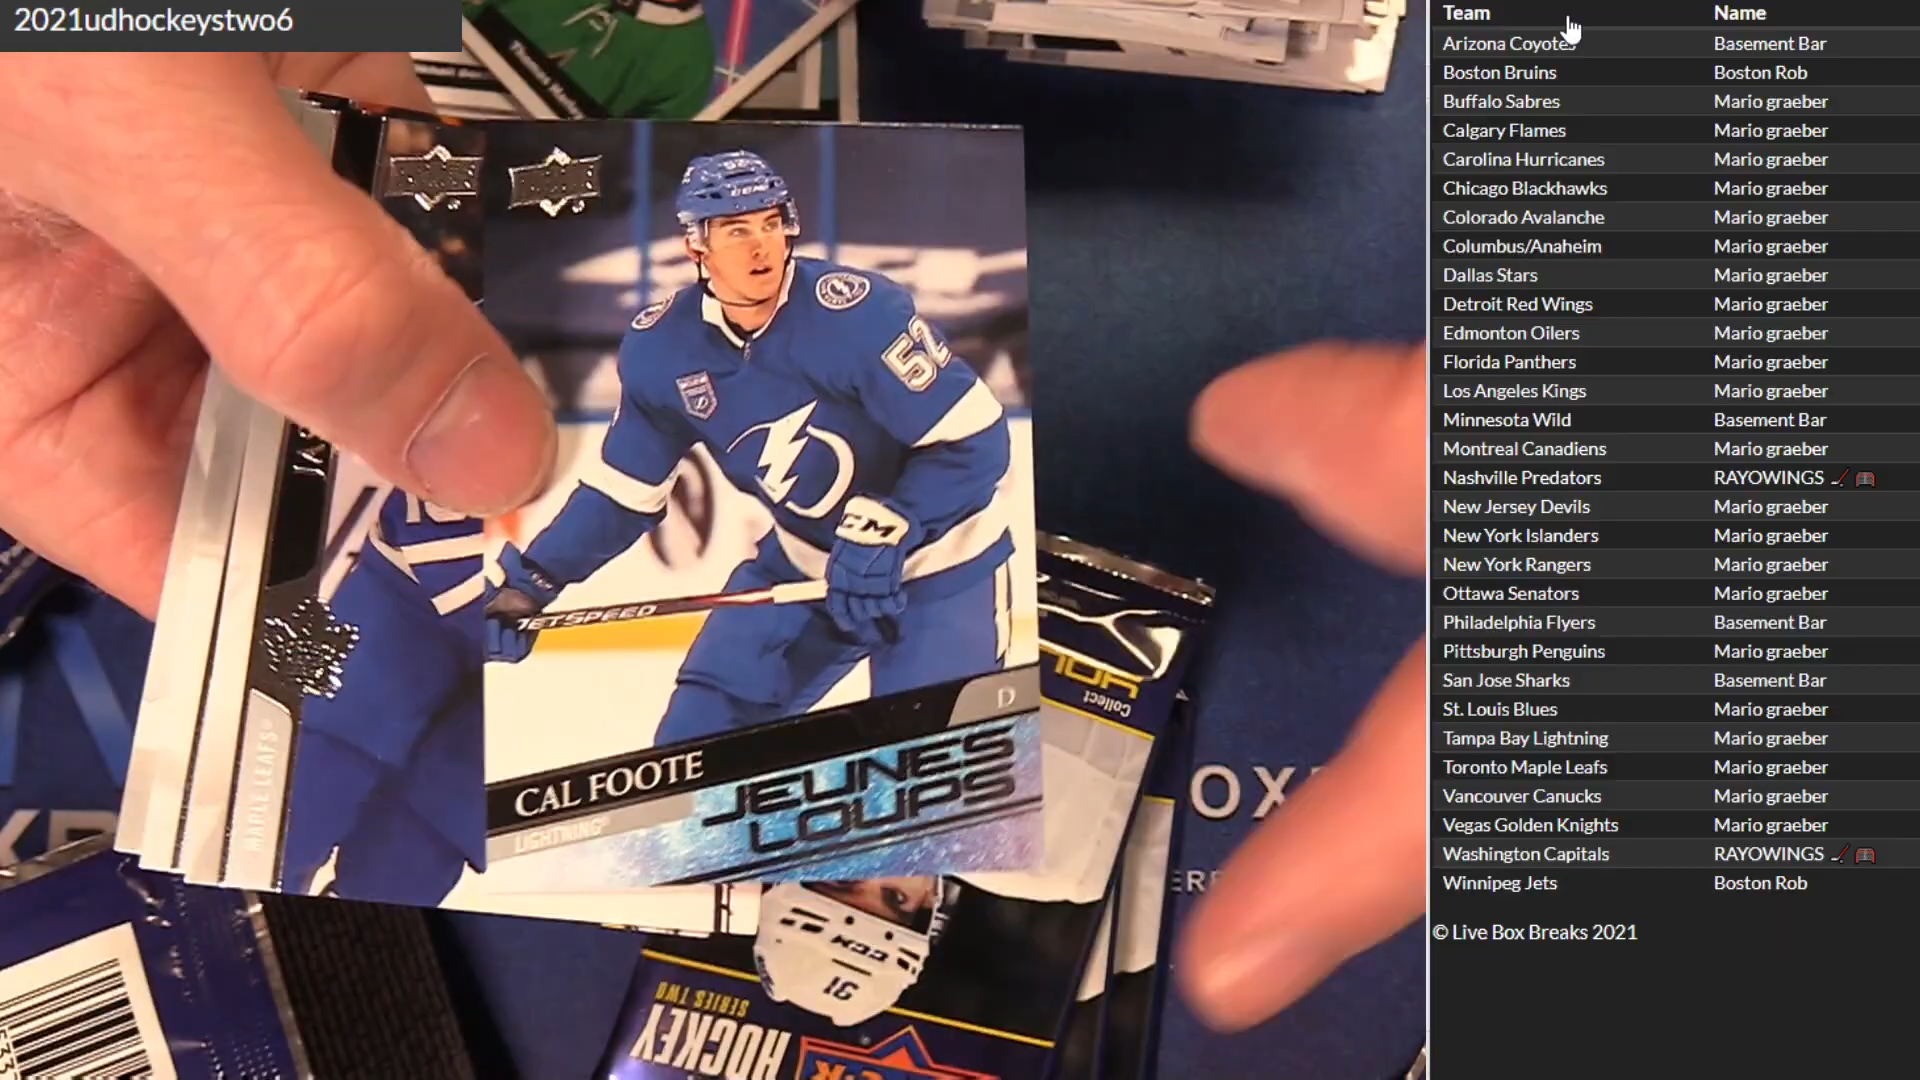 2021udhockeystwo6
Team Name
Arizona Coyotes Basement Bar
Boston Bruins Boston Rob
Buffalo Sabres Mario graeber
Calgary Flames Mario graeber
Carolina Hurricanes Mario graeber
Chicago Blackhawks Mario graeber
Colorado Avalanche Mario graeber
Columbus/Anaheim Mario graeber
Dallas Stars Mario graeber
Detroit Red Wings Mario graeber
Edmonton Oilers Mario graeber
Florida Panthers Mario graeber
Los Angeles Kings Mario graeber
Minnesota Wild Basement Bar
Montreal Canadiens Mario graeber
Nashville Predators RAYOWINGS
New Jersey Devils Mario graeber
New York Islanders Mario graeber
New York Rangers Mario graeber
Ottawa Senators Mario graeber
Philadelphia Flyers Basement Bar
Pittsburgh Penguins Mario graeber
San Jose Sharks Basement Bar
St. Louis Blues Mario graeber
Tampa Bay Lightning Mario graeber
Toronto Maple Leafs Mario graeber
Vancouver Canucks Mario graeber
Vegas Golden Knights Mario graeber
Washington Capitals RAYOWINGS
Winnipeg Jets Boston Rob
© Live Box Breaks 2021
52
CCM
JETSPEED
D
CAL FOOTE
LIGHTNING
JEUNES
LOUPS
MAPLE LEAFS
Collect
CCM
31
HOCKEY
SERIES TWO